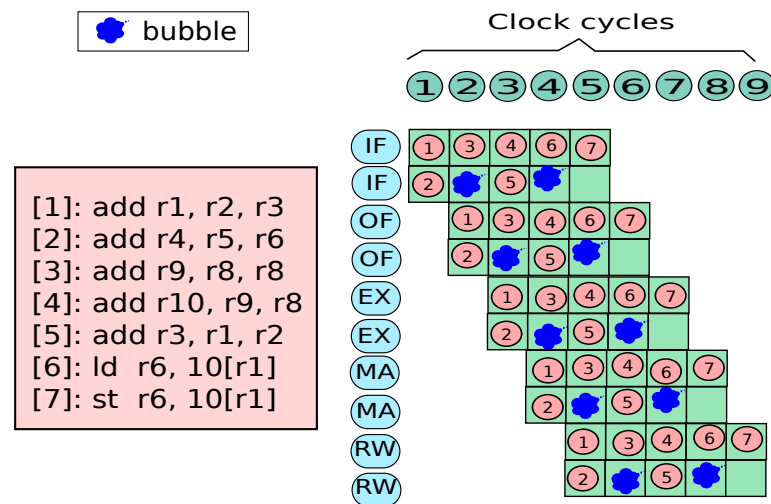 bubble
Clock cycles
1 2 3 4 5 6 7 8 9
[1]: add r1, r2, r3
[2]: add r4, r5, r6
[3]: add r9, r8, r8
[4]: add r10, r9, r8
[5]: add r3, r1, r2
[6]: ld r6, 10[r1]
[7]: st r6, 10[r1]
IF 1 3 4 6 7
IF 2 5
OF 1 3 4 6 7
OF 2 5
EX 1 3 4 6 7
EX 2 5
MA 1 3 4 6 7
MA 2 5
RW 1 3 4 6 7
RW 2 5